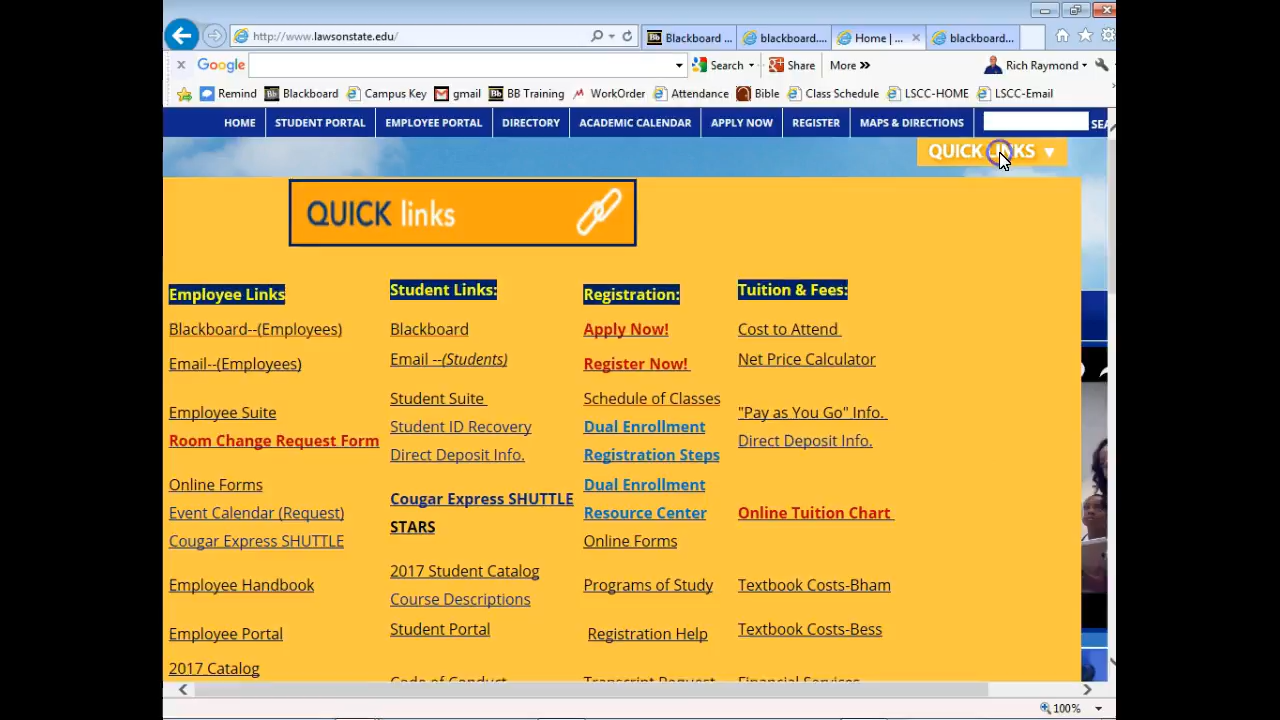 http://www.lawsonstate.edu/
Blackboard ...
blackboard....
Home | ...
blackboard...
Google
Search
Share
More »
Rich Raymond
Remind
Blackboard
Campus Key
gmail
BB Training
WorkOrder
Attendance
Bible
Class Schedule
LSCC-HOME
LSCC-Email
HOME
STUDENT PORTAL
EMPLOYEE PORTAL
DIRECTORY
ACADEMIC CALENDAR
APPLY NOW
REGISTER
MAPS & DIRECTIONS
QUICK LINKS
QUICK links
Employee Links
Blackboard--(Employees)
Email--(Employees)
Employee Suite
Room Change Request Form
Online Forms
Event Calendar (Request)
Cougar Express SHUTTLE
Employee Handbook
Employee Portal
2017 Catalog
Student Links:
Blackboard
Email --(Students)
Student Suite
Student ID Recovery
Direct Deposit Info.
Cougar Express SHUTTLE
STARS
2017 Student Catalog
Course Descriptions
Student Portal
Code of Conduct
Registration:
Apply Now!
Register Now!
Schedule of Classes
Dual Enrollment
Registration Steps
Dual Enrollment
Resource Center
Online Forms
Programs of Study
Registration Help
Transcript Request
Tuition & Fees:
Cost to Attend
Net Price Calculator
"Pay as You Go" Info.
Direct Deposit Info.
Online Tuition Chart
Textbook Costs-Bham
Textbook Costs-Bess
Financial Services
100%